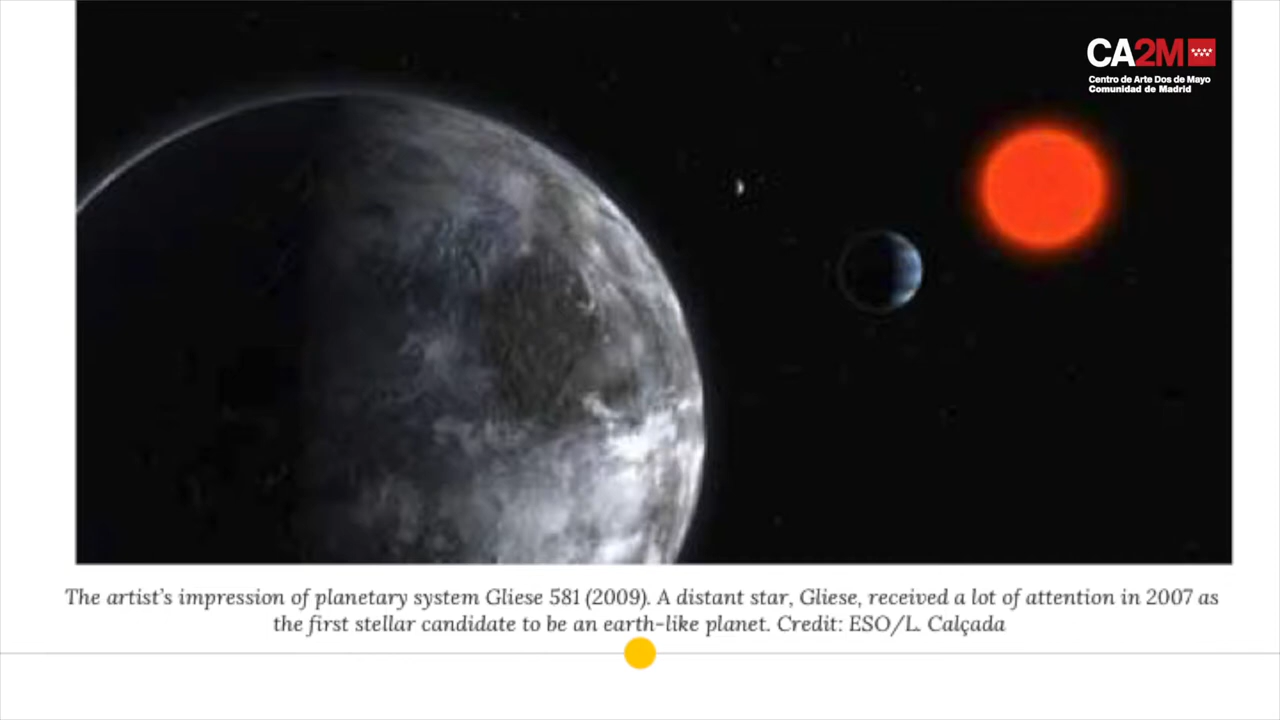 CA2M
Centro de Arte Dos de Mayo
Comunidad de Madrid
The artist's impression of planetary system Gliese 581 (2009). A distant star, Gliese, received a lot of attention in 2007 as
the first stellar candidate to be an earth-like planet. Credit: ESO/L. Calçada